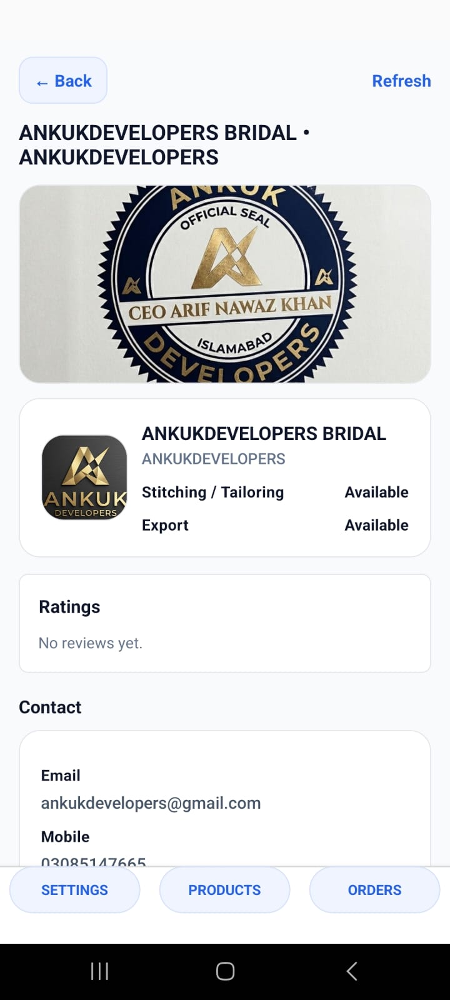 ← Back
Refresh
ANKUKDEVELOPERS BRIDAL •
ANKUKDEVELOPERS
ANKUK
OFFICIAL SEAL
CEO ARIF NAWAZ KHAN
ISLAMABAD
DEVELOPERS
ANKUKDEVELOPERS BRIDAL
ANKUKDEVELOPERS
ANKUK
DEVELOPERS
Stitching / Tailoring
Available
Export
Available
Ratings
No reviews yet.
Contact
Email
ankukdevelopers@gmail.com
Mobile
03085147665
SETTINGS
PRODUCTS
ORDERS